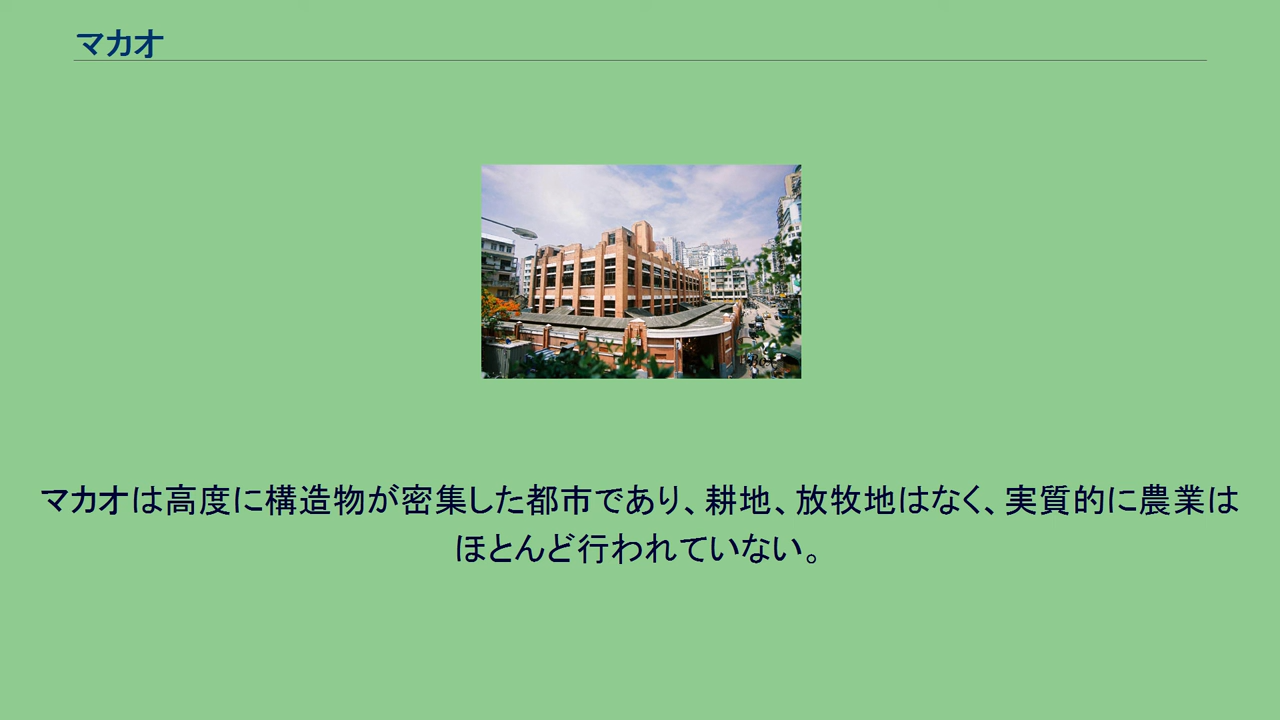 マカオ
マカオは高度に構造物が密集した都市であり、耕地、放牧地はなく、実質的に農業は
ほとんど行われていない。